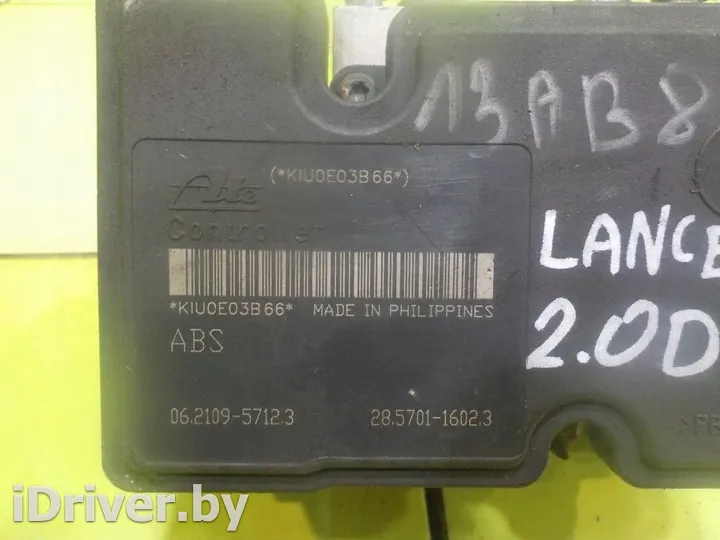 13AB8
(*KIU0E03B66*)
Ate
Controller
*KIU0E03B66* MADE IN PHILIPPINES
ABS
06.2109-5712.3 28.5701-1602.3
LANCE
2.0D
iDriver.by